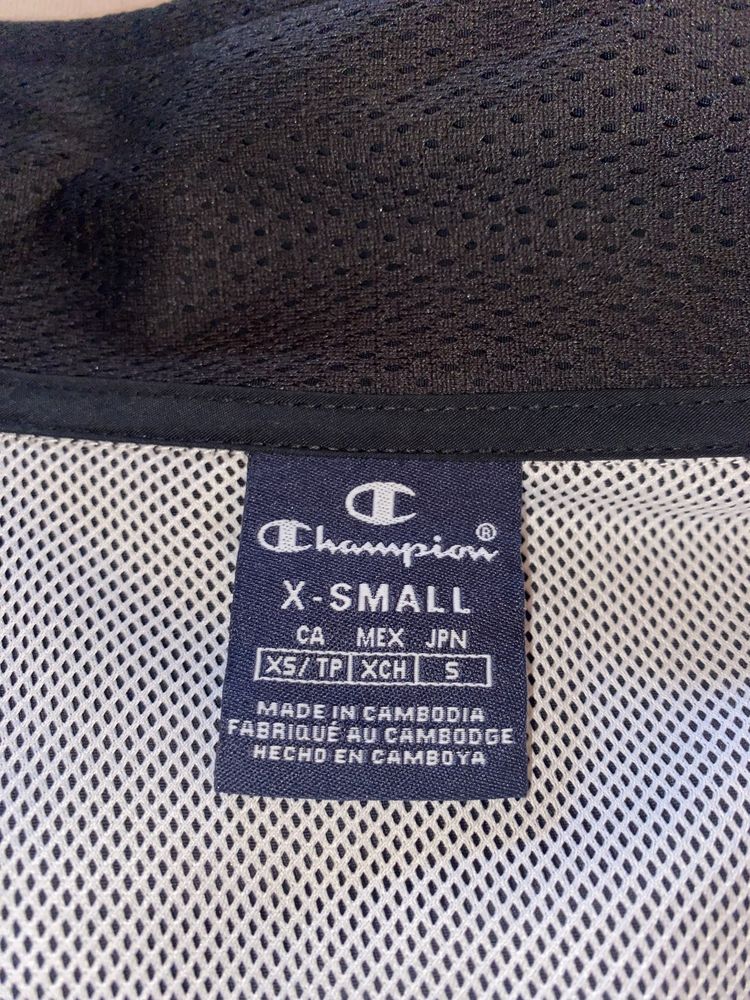 Champion®
X-SMALL
CA MEX JPN
XS/TP XCH S
MADE IN CAMBODIA
FABRIQUÉ AU CAMBODGE
HECHO EN CAMBOYA